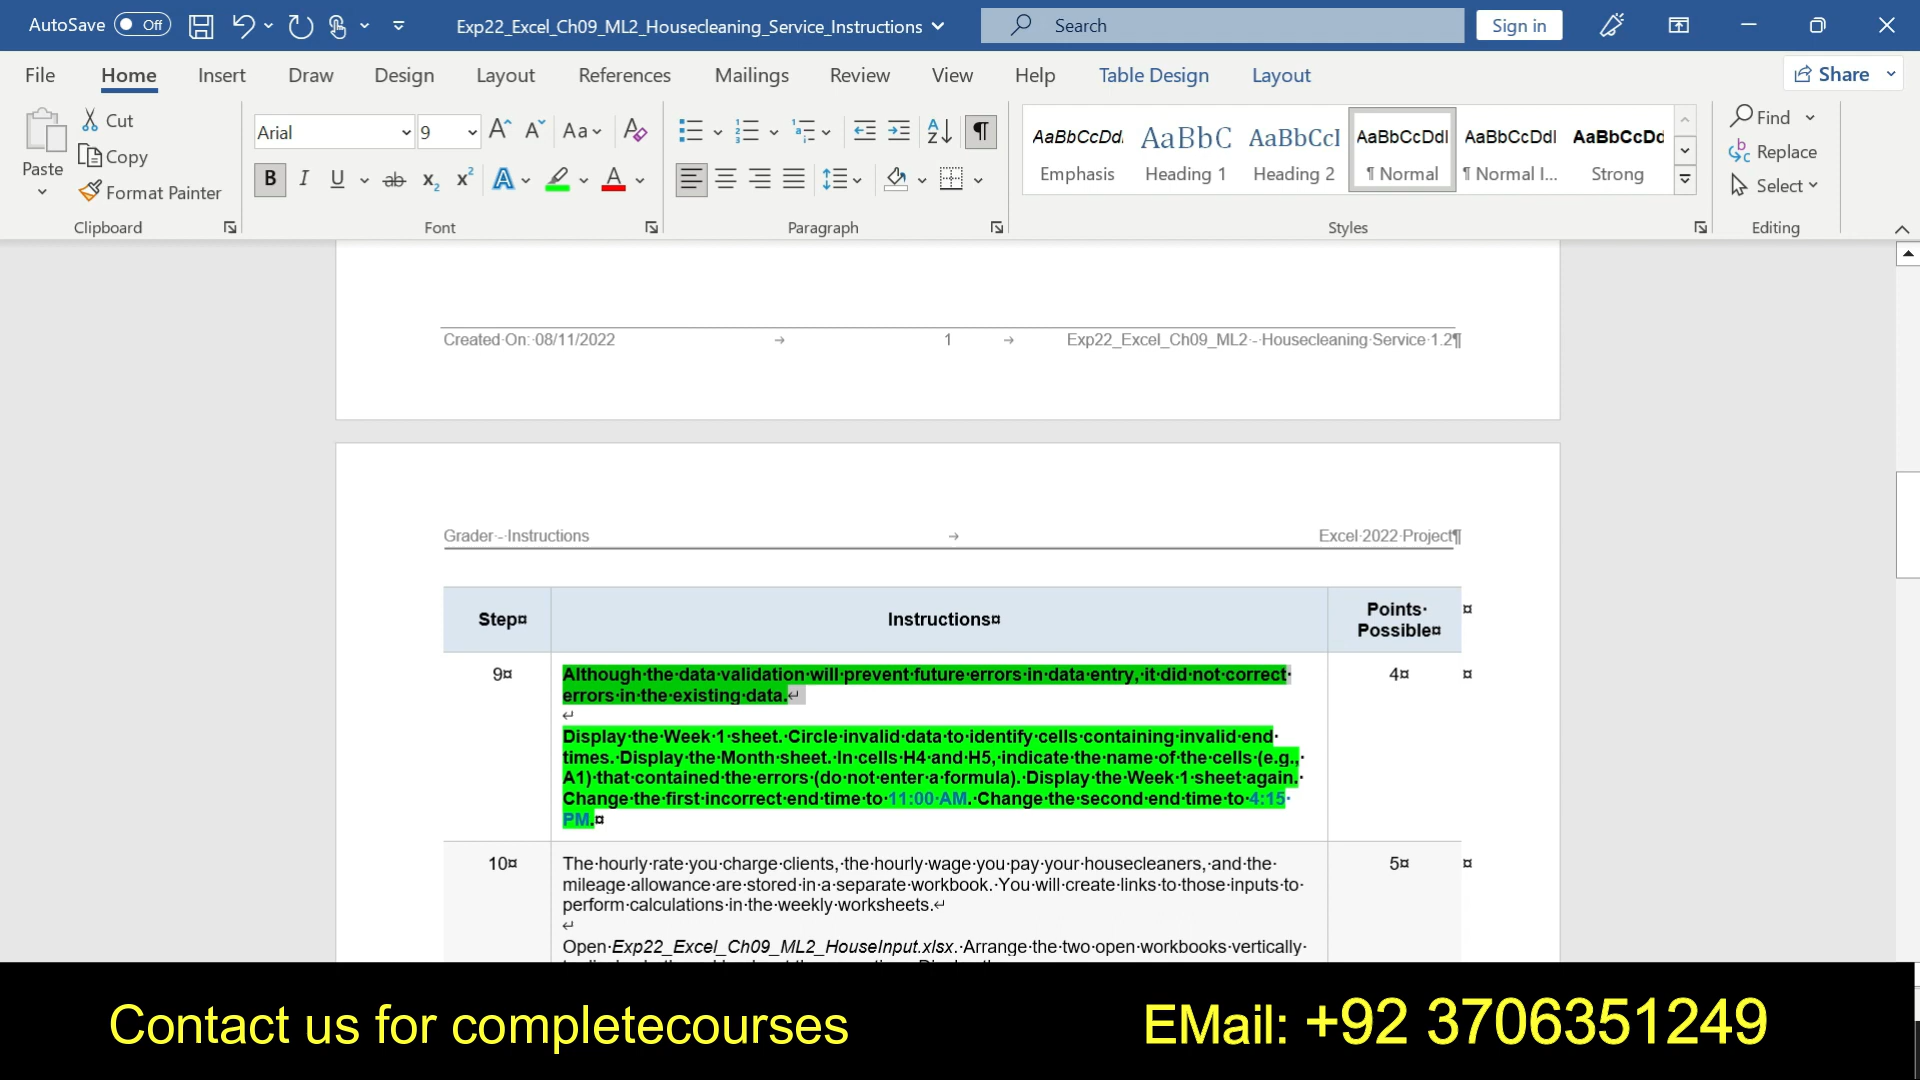 AutoSave Off Exp22_Excel_Ch09_ML2_Housecleaning_Service_Instructions Search Sign in
File Home Insert Draw Design Layout References Mailings Review View Help Table Design Layout Share
Paste Cut Copy Format Painter
Arial 9 Aa
B I U ab x₂ x² A A
AaBbCcDd AaBbC AaBbCcI AaBbCcDdI AaBbCcDdI AaBbCcDd
Emphasis Heading 1 Heading 2 ¶ Normal ¶ Normal I... Strong
Find
Replace
Select
Clipboard Font Paragraph Styles Editing
Created·On:·08/11/2022 → 1 → Exp22_Excel_Ch09_ML2·-·Housecleaning·Service·1.2¶
Grader·-·Instructions → Excel·2022·Project¶
Step¤ Instructions¤ Points·Possible¤ ¤
9¤ 4¤ ¤
Although·the·data·validation·will·prevent·future·errors·in·data·entry,·it·did·not·correct·
errors·in·the·existing·data.↵
↵
Display·the·Week·1·sheet.·Circle·invalid·data·to·identify·cells·containing·invalid·end·
times.·Display·the·Month·sheet.·In·cells·H4·and·H5,·indicate·the·name·of·the·cells·(e.g.,·
A1)·that·contained·the·errors·(do·not·enter·a·formula).·Display·the·Week·1·sheet·again.·
Change·the·first·incorrect·end·time·to·11:00·AM.·Change·the·second·end·time·to·4:15·
PM.¤
10¤ 5¤ ¤
The·hourly·rate·you·charge·clients,·the·hourly·wage·you·pay·your·housecleaners,·and·the·
mileage·allowance·are·stored·in·a·separate·workbook.·You·will·create·links·to·those·inputs·to·
perform·calculations·in·the·weekly·worksheets.↵
↵
Open·Exp22_Excel_Ch09_ML2_HouseInput.xlsx.·Arrange·the·two·open·workbooks·vertically·
Contact us for completecourses EMail: +92 3706351249